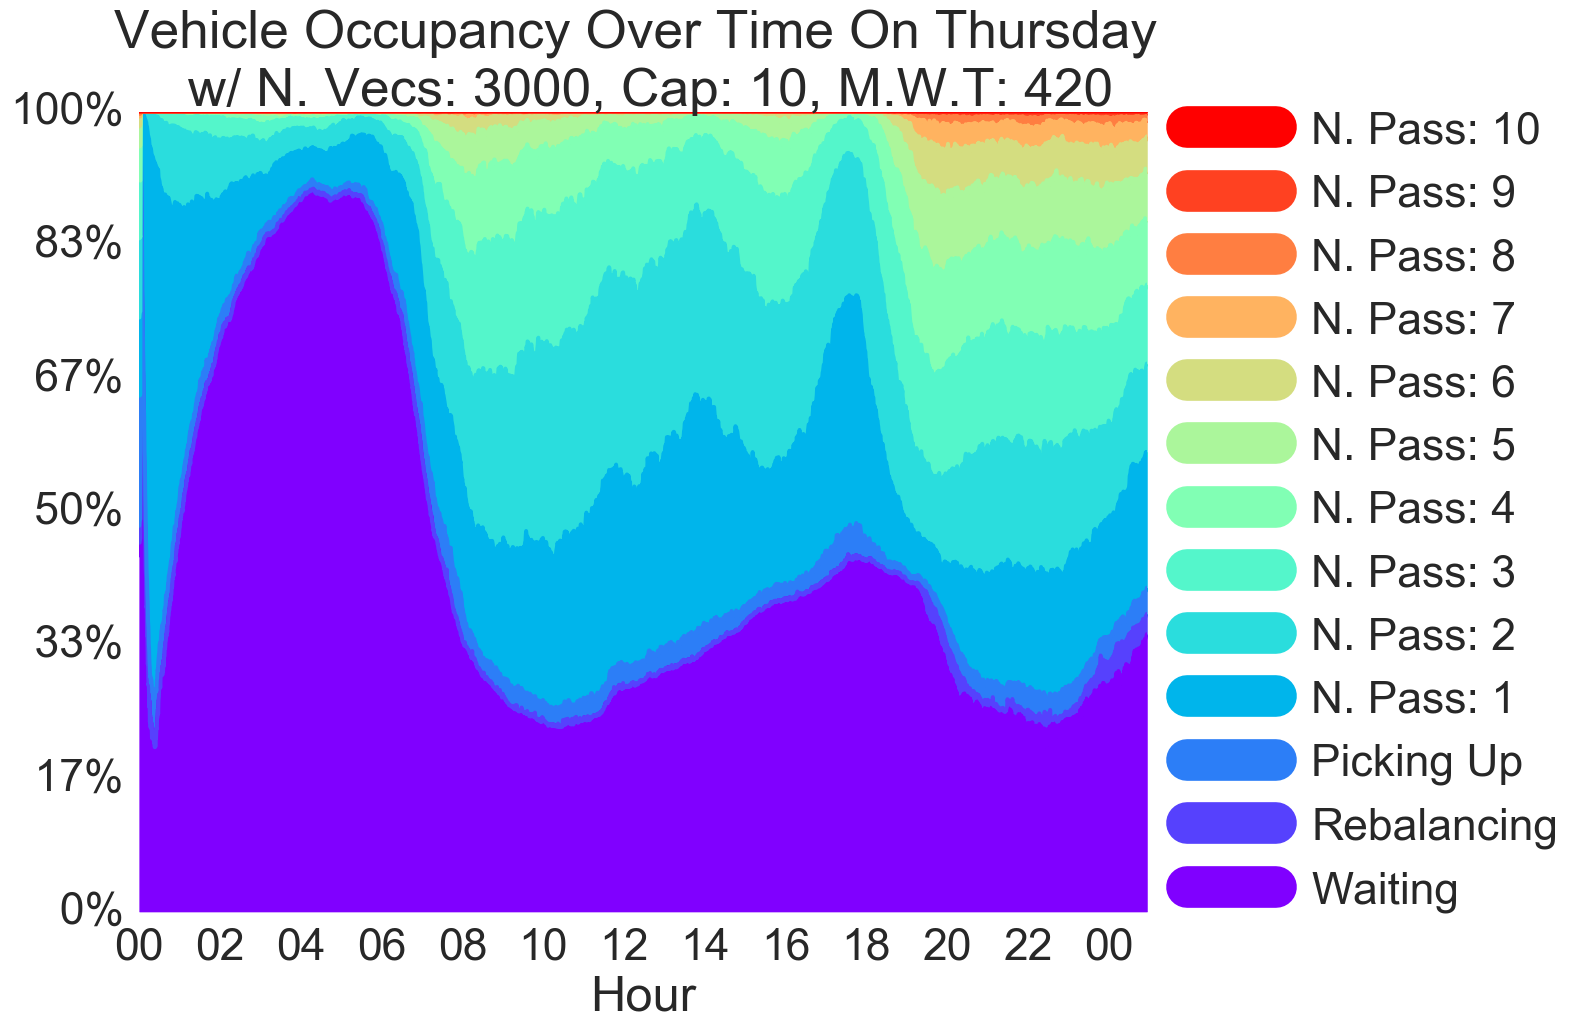 Vehicle Occupancy Over Time On Thursday
w/ N. Vecs: 3000, Cap: 10, M.W.T: 420
100%
83%
67%
50%
33%
17%
0%
00 02 04 06 08 10 12 14 16 18 20 22 00
Hour
N. Pass: 10
N. Pass: 9
N. Pass: 8
N. Pass: 7
N. Pass: 6
N. Pass: 5
N. Pass: 4
N. Pass: 3
N. Pass: 2
N. Pass: 1
Picking Up
Rebalancing
Waiting